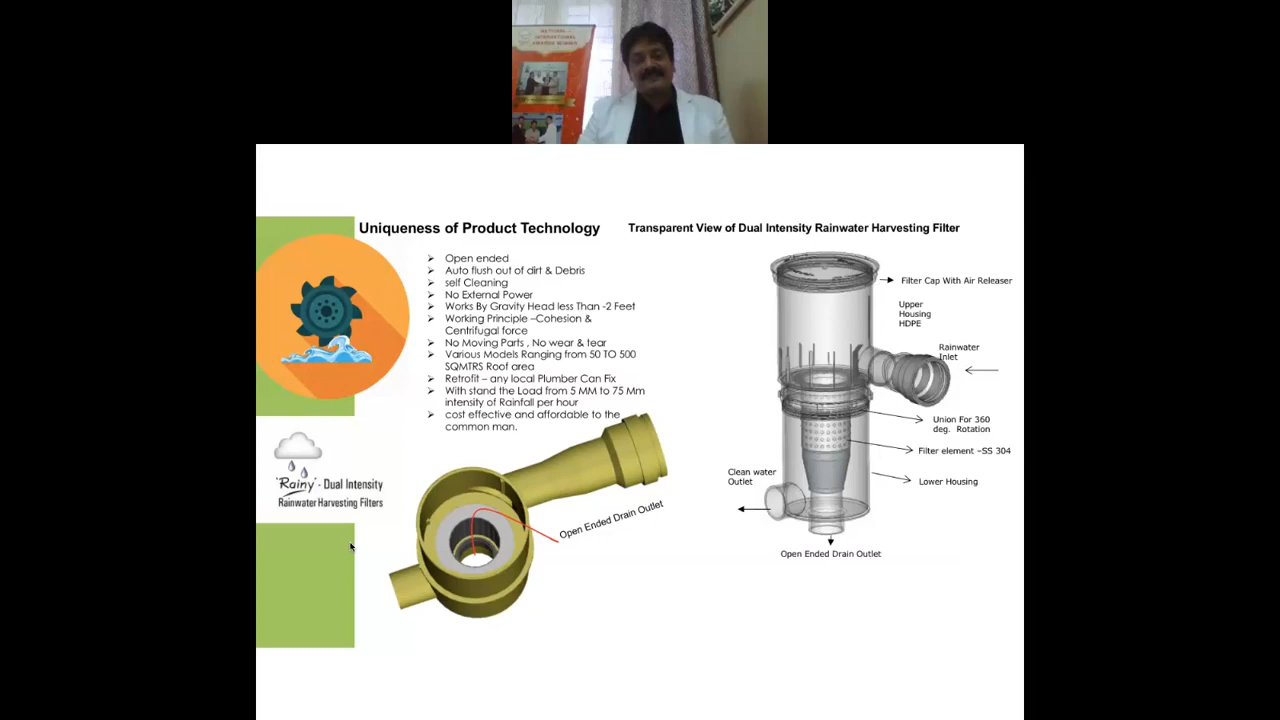 NATIONAL &
INTERNATIONAL
AWARDS WINNER
Uniqueness of Product Technology
Open ended
Auto flush out of dirt & Debris
self Cleaning
No External Power
Works By Gravity Head less Than -2 Feet
Working Principle –Cohesion &
Centrifugal force
No Moving Parts , No wear & tear
Various Models Ranging from 50 TO 500
SQMTRS Roof area
Retrofit – any local Plumber Can Fix
With stand the Load from 5 MM to 75 Mm
intensity of Rainfall per hour
cost effective and affordable to the
common man.
"Rainy" - Dual Intensity
Rainwater Harvesting Filters
Open Ended Drain Outlet
Transparent View of Dual Intensity Rainwater Harvesting Filter
Filter Cap With Air Releaser
Upper
Housing
HDPE
Rainwater
Inlet
Union For 360
deg. Rotation
Filter element –SS 304
Clean water
Outlet
Lower Housing
Open Ended Drain Outlet